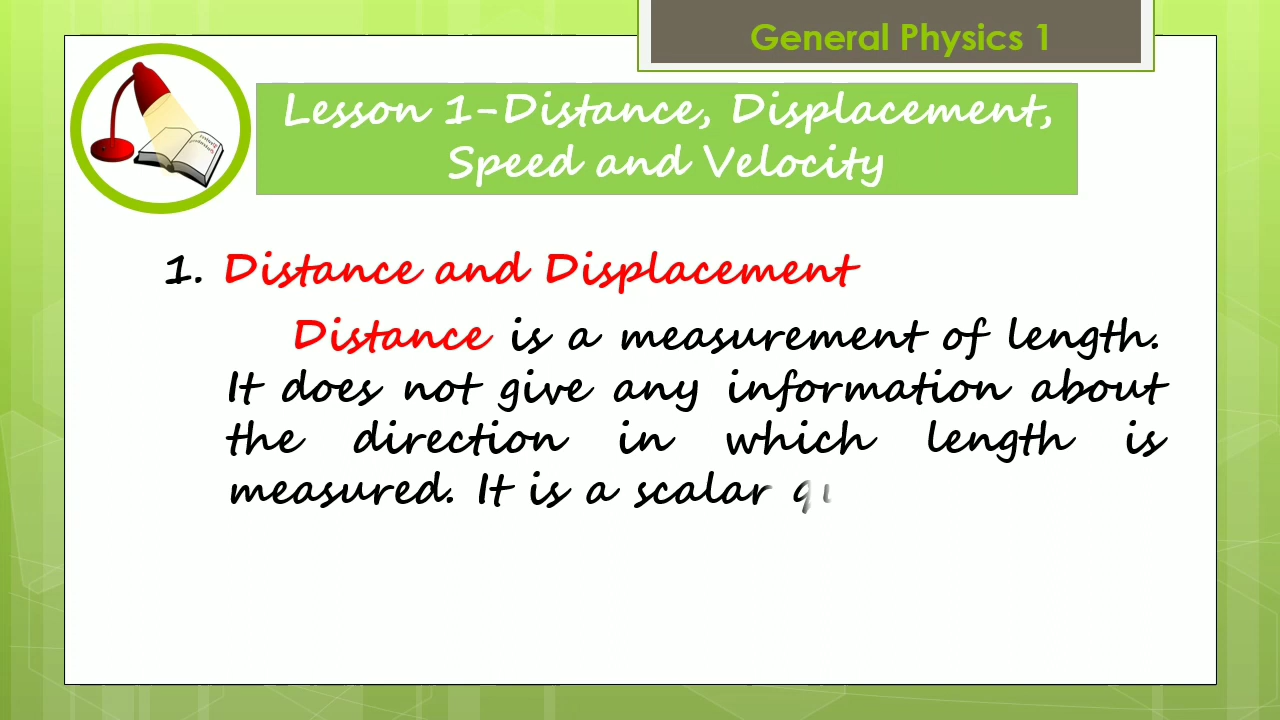 General Physics 1
Lesson 1-Distance, Displacement,
Speed and Velocity
1. Distance and Displacement
Distance is a measurement of length.
It does not give any information about
the direction in which length is
measured. It is a scalar